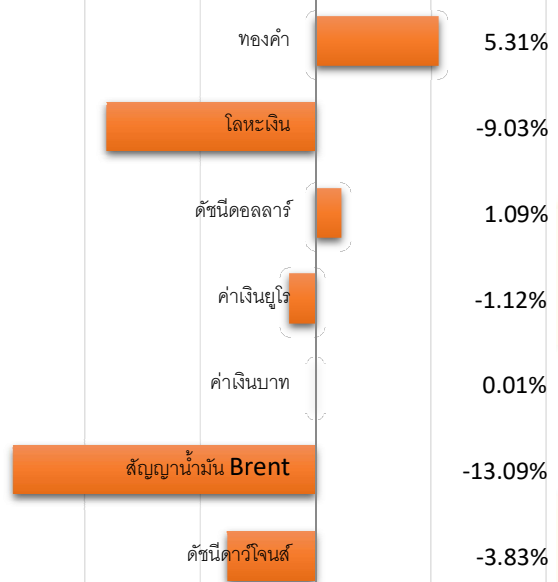 ทองคำ 5.31%
โลหะเงิน -9.03%
ดัชนีดอลลาร์ 1.09%
ค่าเงินยูโร -1.12%
ค่าเงินบาท 0.01%
สัญญาน้ำมัน Brent -13.09%
ดัชนีดาวโจนส์ -3.83%